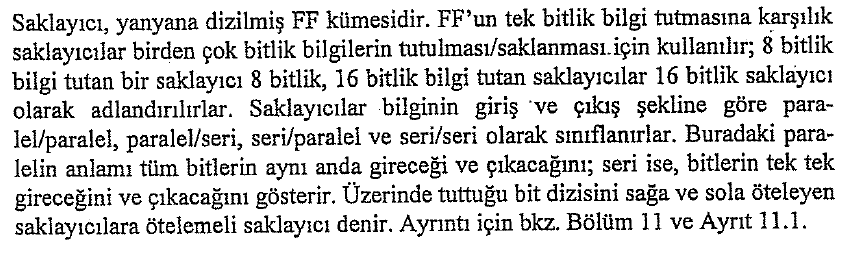 Saklayıcı, yanyana dizilmiş FF kümesidir. FF'un tek bitlik bilgi tutmasına karşılık
saklayıcılar birden çok bitlik bilgilerin tutulması/saklanması.için kullanılır; 8 bitlik
bilgi tutan bir saklayıcı 8 bitlik, 16 bitlik bilgi tutan saklayıcılar 16 bitlik saklayıcı
olarak adlandırılırlar. Saklayıcılar bilginin giriş ve çıkış şekline göre para-
lel/paralel, paralel/seri, seri/paralel ve seri/seri olarak sınıflanırlar. Buradaki para-
lelin anlamı tüm bitlerin aynı anda gireceği ve çıkacağını; seri ise, bitlerin tek tek
gireceğini ve çıkacağını gösterir. Üzerinde tuttuğu bit dizisini sağa ve sola öteleyen
saklayıcılara ötelemeli saklayıcı denir. Ayrıntı için bkz. Bölüm 11 ve Ayrıt 11.1.